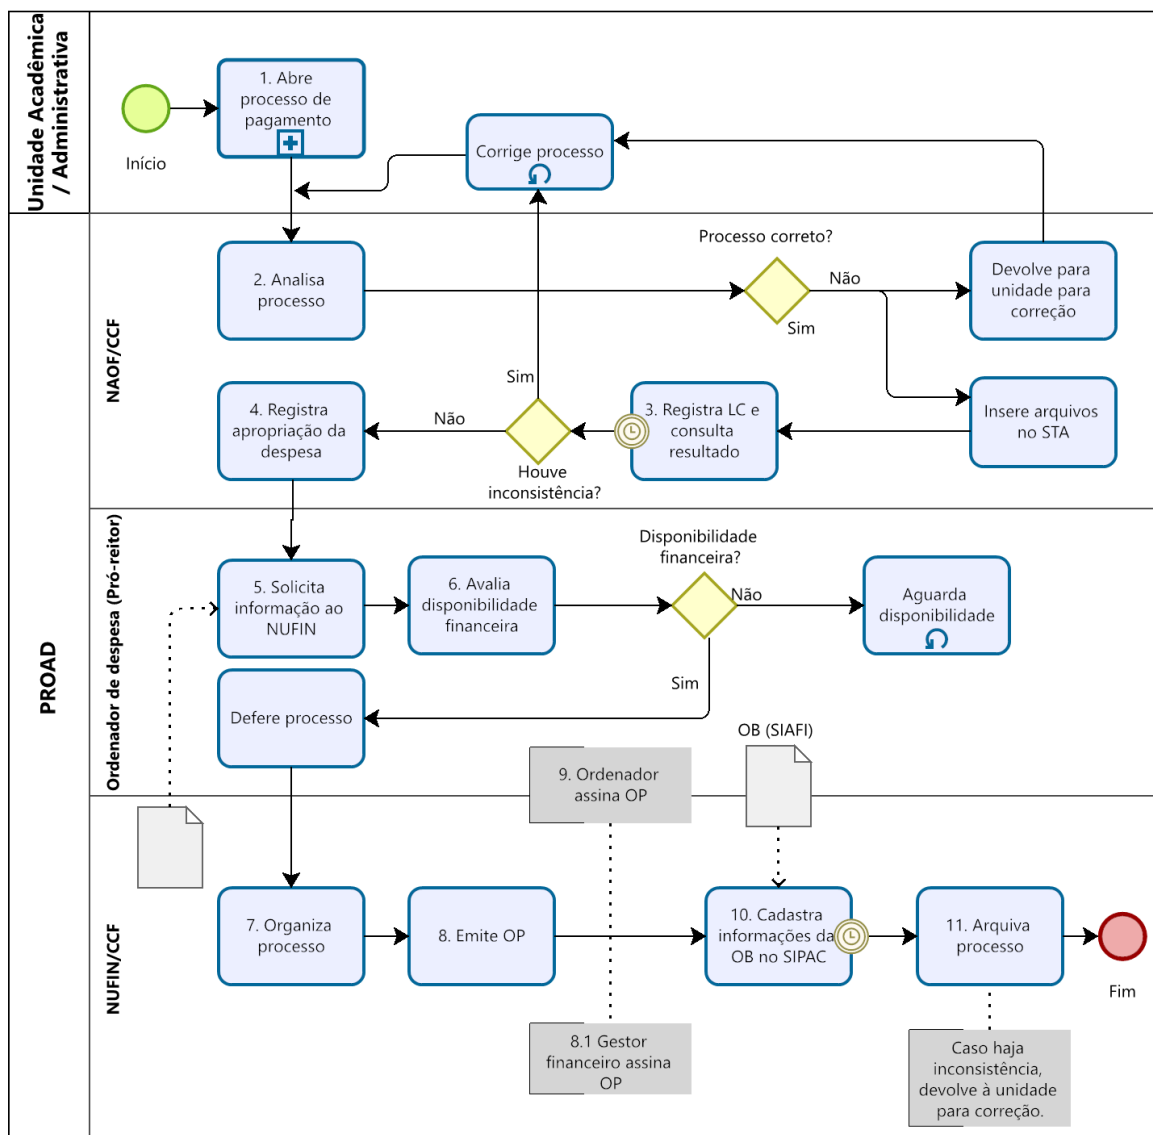 Unidade Acadêmica
/ Administrativa
1. Abre
processo de
pagamento
Início
Corrige processo
PROAD
NAOF/CCF
2. Analisa
processo
Processo correto?
Não
Sim
Devolve para
unidade para
correção
Insere arquivos
no STA
3. Registra LC e
consulta
resultado
Sim
Houve
inconsistência?
Não
4. Registra
apropriação da
despesa
Ordenador de despesa (Pró-reitor)
5. Solicita
informação ao
NUFIN
6. Avalia
disponibilidade
financeira
Disponibilidade
financeira?
Não
Aguarda
disponibilidade
Sim
Defere processo
9. Ordenador
assina OP
OB (SIAFI)
NUFIN/CCF
7. Organiza
processo
8. Emite OP
10. Cadastra
informações da
OB no SIPAC
11. Arquiva
processo
Fim
8.1 Gestor
financeiro assina
OP
Caso haja
inconsistência,
devolve à unidade
para correção.